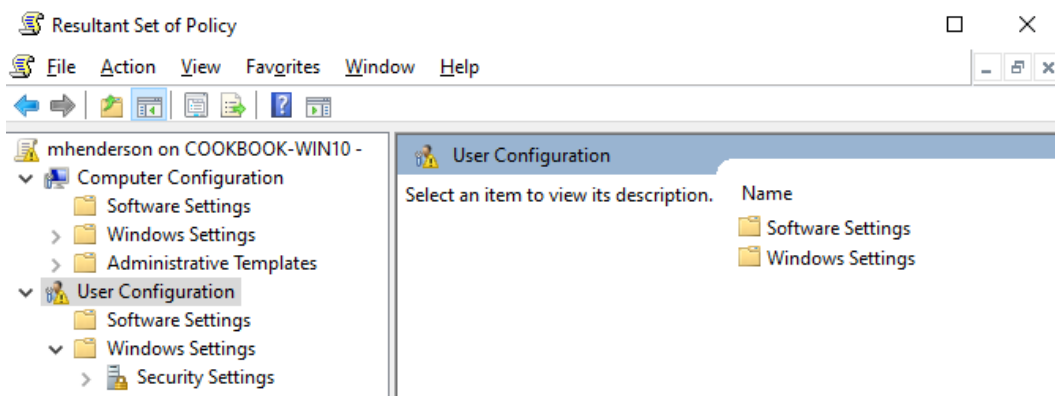 Resultant Set of Policy
File Action View Favorites Window Help
mhenderson on COOKBOOK-WIN10 -
Computer Configuration
Software Settings
Windows Settings
Administrative Templates
User Configuration
Software Settings
Windows Settings
Security Settings
User Configuration
Select an item to view its description.
Name
Software Settings
Windows Settings